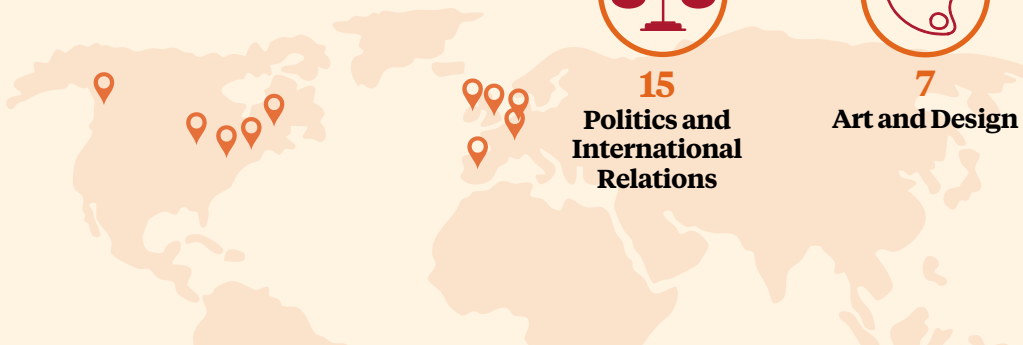 15
Politics and
International
Relations
7
Art and Design